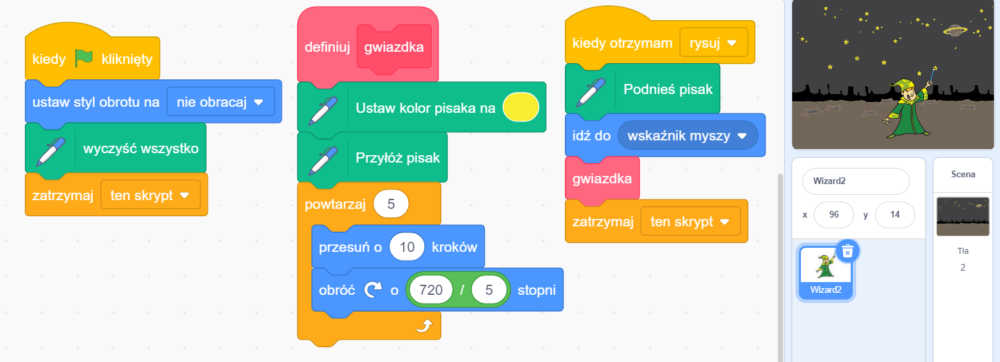 kiedy kliknięty
ustaw styl obrotu na nie obracaj
wyczyść wszystko
zatrzymaj ten skrypt
definiuj gwiazdka
Ustaw kolor pisaka na
Przyłóż pisak
powtarzaj 5
przesuń o 10 kroków
obróć o 720 / 5 stopni
kiedy otrzymam rysuj
Podnieś pisak
idź do wskaźnik myszy
gwiazdka
zatrzymaj ten skrypt
Wizard2
x 96 y 14
Wizard2
Scena
Tła
2